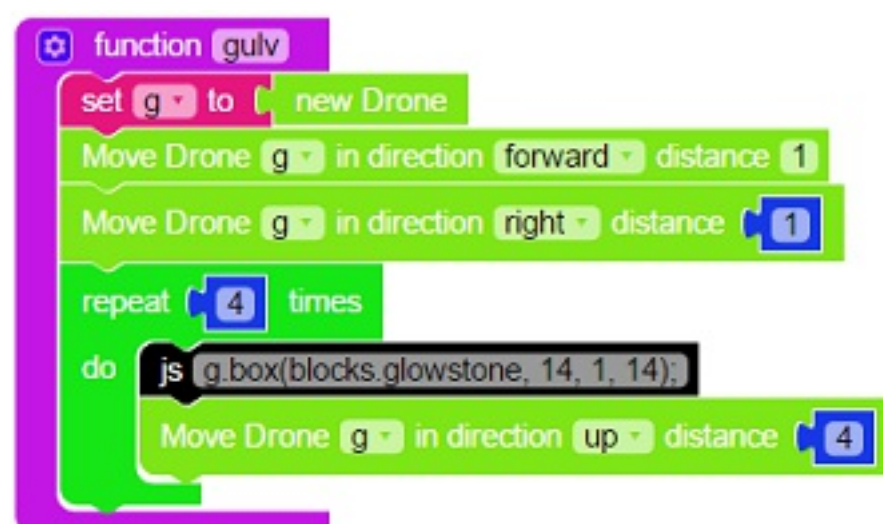 function gulv
set g to new Drone
Move Drone g in direction forward distance 1
Move Drone g in direction right distance 1
repeat 4 times
do js g.box(blocks.glowstone, 14, 1, 14);
Move Drone g in direction up distance 4